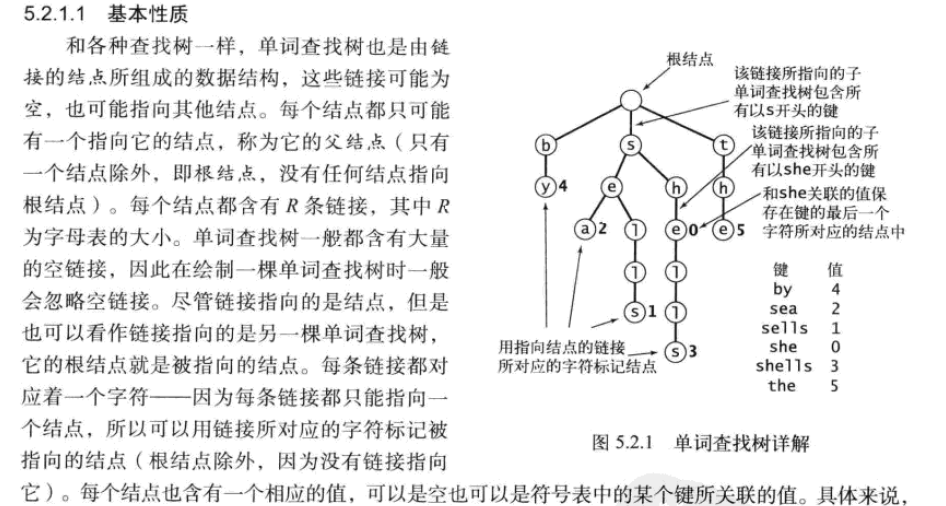 5.2.1.1 基本性质
和各种查找树一样，单词查找树也是由链
接的结点所组成的数据结构，这些链接可能为
空，也可能指向其他结点。每个结点都只可能
有一个指向它的结点，称为它的父结点（只有
一个结点除外，即根结点，没有任何结点指向
根结点）。每个结点都含有 R 条链接，其中 R
为字母表的大小。单词查找树一般都含有大量
的空链接，因此在绘制一棵单词查找树时一般
会忽略空链接。尽管链接指向的是结点，但是
也可以看作链接指向的是另一棵单词查找树，
它的根结点就是被指向的结点。每条链接都对
应着一个字符——因为每条链接都只能指向一
个结点，所以可以用链接所对应的字符标记被
指向的结点（根结点除外，因为没有链接指向
它）。每个结点也含有一个相应的值，可以是空也可以是符号表中的某个键所关联的值。具体来说，
根结点
该链接所指向的子
单词查找树包含所
有以s开头的键
该链接所指向的子
单词查找树包含所
有以she开头的键
和she关联的值保
存在键的最后一个
字符所对应的结点中
b s t
y 4 e h h
a 2 l e 0 e 5
l l
s 1 l
s 3
用指向结点的链接
所对应的字符标记结点
键 值
by 4
sea 2
sells 1
she 0
shells 3
the 5
图 5.2.1 单词查找树详解